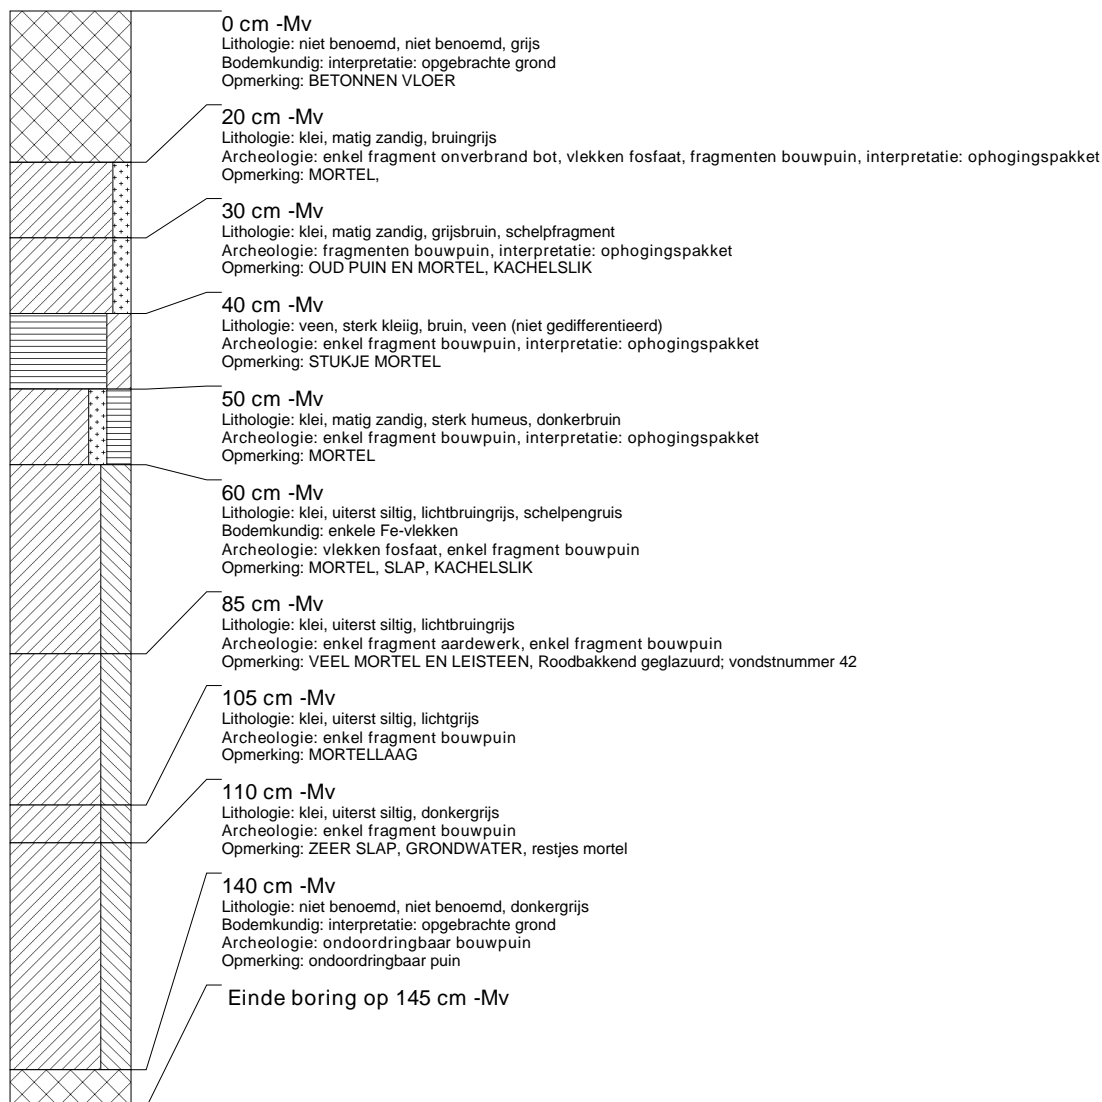 0 cm -Mv
Lithologie: niet benoemd, niet benoemd, grijs
Bodemkundig: interpretatie: opgebrachte grond
Opmerking: BETONNEN VLOER
20 cm -Mv
Lithologie: klei, matig zandig, bruingrijs
Archeologie: enkel fragment onverbrand bot, vlekken fosfaat, fragmenten bouwpuin, interpretatie: ophogingspakket
Opmerking: MORTEL,
30 cm -Mv
Lithologie: klei, matig zandig, grijsbruin, schelpfragment
Archeologie: fragmenten bouwpuin, interpretatie: ophogingspakket
Opmerking: OUD PUIN EN MORTEL, KACHELSLIK
40 cm -Mv
Lithologie: veen, sterk kleiig, bruin, veen (niet gedifferentieerd)
Archeologie: enkel fragment bouwpuin, interpretatie: ophogingspakket
Opmerking: STUKJE MORTEL
50 cm -Mv
Lithologie: klei, matig zandig, sterk humeus, donkerbruin
Archeologie: enkel fragment bouwpuin, interpretatie: ophogingspakket
Opmerking: MORTEL
60 cm -Mv
Lithologie: klei, uiterst siltig, lichtbruingrijs, schelpengruis
Bodemkundig: enkele Fe-vlekken
Archeologie: vlekken fosfaat, enkel fragment bouwpuin
Opmerking: MORTEL, SLAP, KACHELSLIK
85 cm -Mv
Lithologie: klei, uiterst siltig, lichtbruingrijs
Archeologie: enkel fragment aardewerk, enkel fragment bouwpuin
Opmerking: VEEL MORTEL EN LEISTEEN, Roodbakkend geglazuurd; vondstnummer 42
105 cm -Mv
Lithologie: klei, uiterst siltig, lichtgrijs
Archeologie: enkel fragment bouwpuin
Opmerking: MORTELLAAG
110 cm -Mv
Lithologie: klei, uiterst siltig, donkergrijs
Archeologie: enkel fragment bouwpuin
Opmerking: ZEER SLAP, GRONDWATER, restjes mortel
140 cm -Mv
Lithologie: niet benoemd, niet benoemd, donkergrijs
Bodemkundig: interpretatie: opgebrachte grond
Archeologie: ondoordringbaar bouwpuin
Opmerking: ondoordringbaar puin
Einde boring op 145 cm -Mv